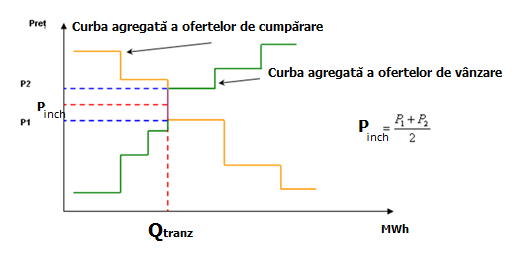 Preț
Curba agregată a ofertelor de cumpărare
Curba agregată a ofertelor de vânzare
P2
Pinch
P1
Pinch = P1 + P2 / 2
Qtranz
MWh